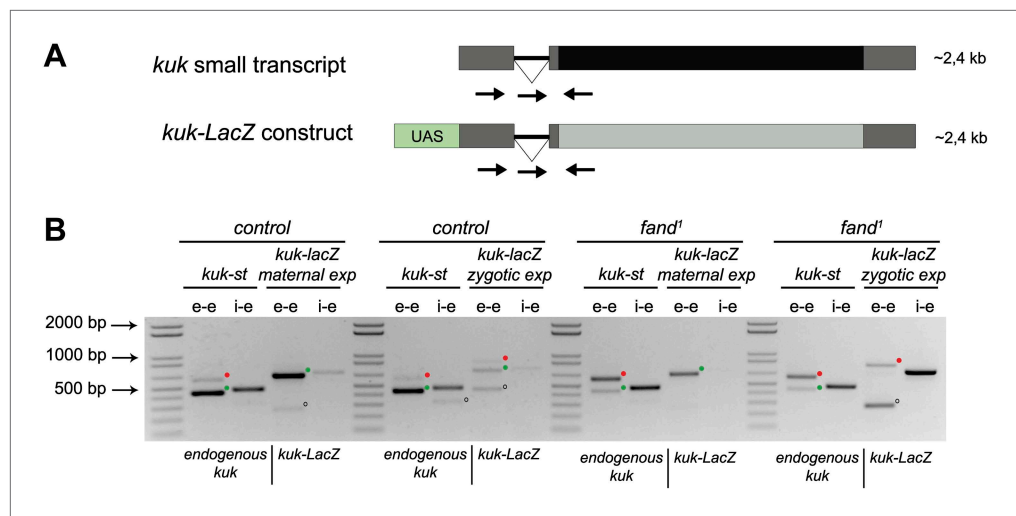 A
kuk small transcript
~2,4 kb
kuk-LacZ construct
UAS
~2,4 kb
B
control control fand¹ fand¹
kuk-st kuk-lacZ maternal exp kuk-st kuk-lacZ zygotic exp kuk-st kuk-lacZ maternal exp kuk-st kuk-lacZ zygotic exp
e-e i-e e-e i-e e-e i-e e-e i-e e-e i-e e-e i-e e-e i-e e-e i-e
2000 bp
1000 bp
500 bp
endogenous kuk kuk-LacZ endogenous kuk kuk-LacZ endogenous kuk kuk-LacZ endogenous kuk kuk-LacZ